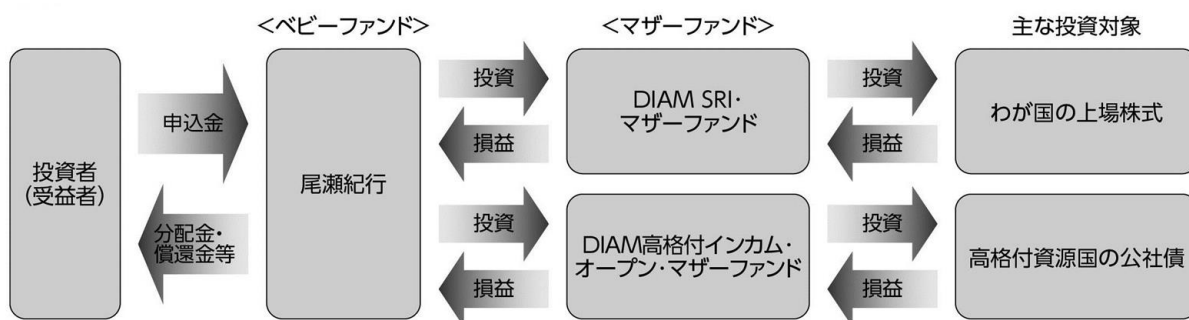 <ベビーファンド>
<マザーファンド>
主な投資対象
投資者
(受益者)
申込金
分配金・
償還金等
尾瀬紀行
投資
損益
投資
損益
DIAM SRI・
マザーファンド
DIAM高格付インカム・
オープン・マザーファンド
投資
損益
投資
損益
わが国の上場株式
高格付資源国の公社債